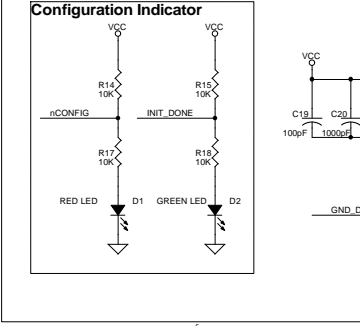 Configuration Indicator
VCC VCC
VCC
R14
10K
R15
10K
nCONFIG INIT_DONE
C19 C20
100pF 1000pF
R17
10K
R18
10K
RED LED D1 GREEN LED D2
GND_D